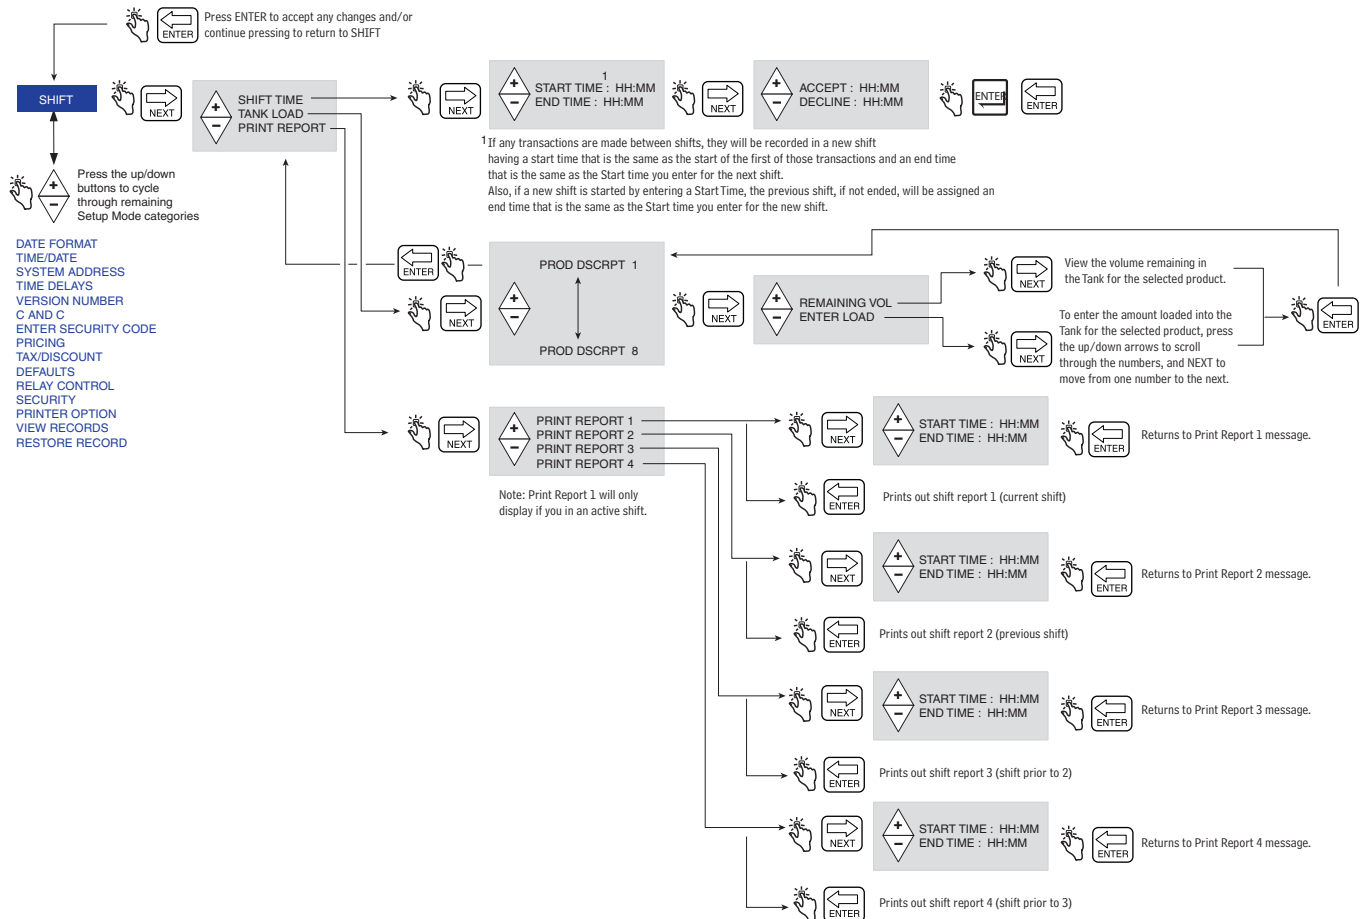 Press ENTER to accept any changes and/or
continue pressing to return to SHIFT
ENTER
SHIFT
NEXT
SHIFT TIME
TANK LOAD
PRINT REPORT
NEXT
1
START TIME : HH:MM
END TIME : HH:MM
NEXT
ACCEPT : HH:MM
DECLINE : HH:MM
ENTER
ENTER
1 If any transactions are made between shifts, they will be recorded in a new shift
having a start time that is the same as the start of the first of those transactions and an end time
that is the same as the Start time you enter for the next shift.
Also, if a new shift is started by entering a Start Time, the previous shift, if not ended, will be assigned an
end time that is the same as the Start time you enter for the new shift.
Press the up/down
buttons to cycle
through remaining
Setup Mode categories
DATE FORMAT
TIME/DATE
SYSTEM ADDRESS
TIME DELAYS
VERSION NUMBER
C AND C
ENTER SECURITY CODE
PRICING
TAX/DISCOUNT
DEFAULTS
RELAY CONTROL
SECURITY
PRINTER OPTION
VIEW RECORDS
RESTORE RECORD
ENTER
NEXT
PROD DSCRPT 1
PROD DSCRPT 8
NEXT
REMAINING VOL
ENTER LOAD
NEXT
View the volume remaining in
the Tank for the selected product.
NEXT
To enter the amount loaded into the
Tank for the selected product, press
the up/down arrows to scroll
through the numbers, and NEXT to
move from one number to the next.
ENTER
NEXT
PRINT REPORT 1
PRINT REPORT 2
PRINT REPORT 3
PRINT REPORT 4
Note: Print Report 1 will only
display if you in an active shift.
NEXT
START TIME : HH:MM
END TIME : HH:MM
ENTER
Returns to Print Report 1 message.
ENTER
Prints out shift report 1 (current shift)
NEXT
START TIME : HH:MM
END TIME : HH:MM
ENTER
Returns to Print Report 2 message.
ENTER
Prints out shift report 2 (previous shift)
NEXT
START TIME : HH:MM
END TIME : HH:MM
ENTER
Returns to Print Report 3 message.
ENTER
Prints out shift report 3 (shift prior to 2)
NEXT
START TIME : HH:MM
END TIME : HH:MM
ENTER
Returns to Print Report 4 message.
ENTER
Prints out shift report 4 (shift prior to 3)